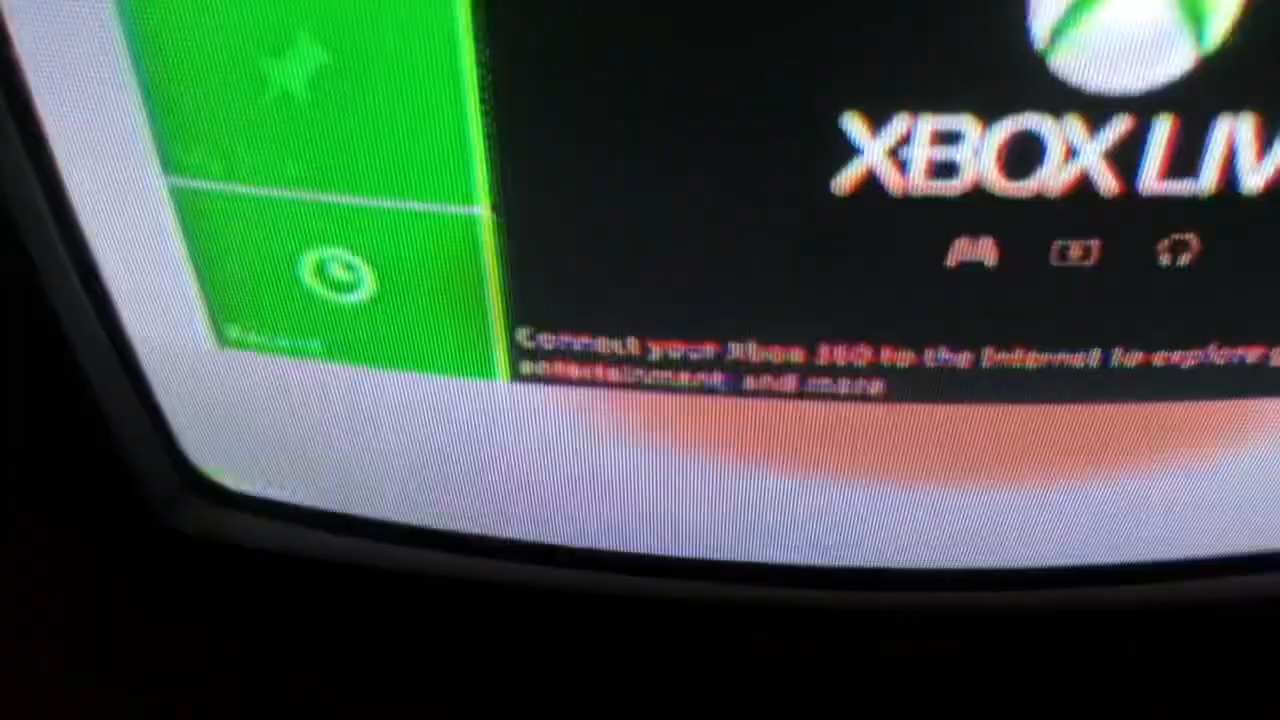 XBOX LIV
Connect your Xbox 360 to the Internet to explore
entertainment, and more